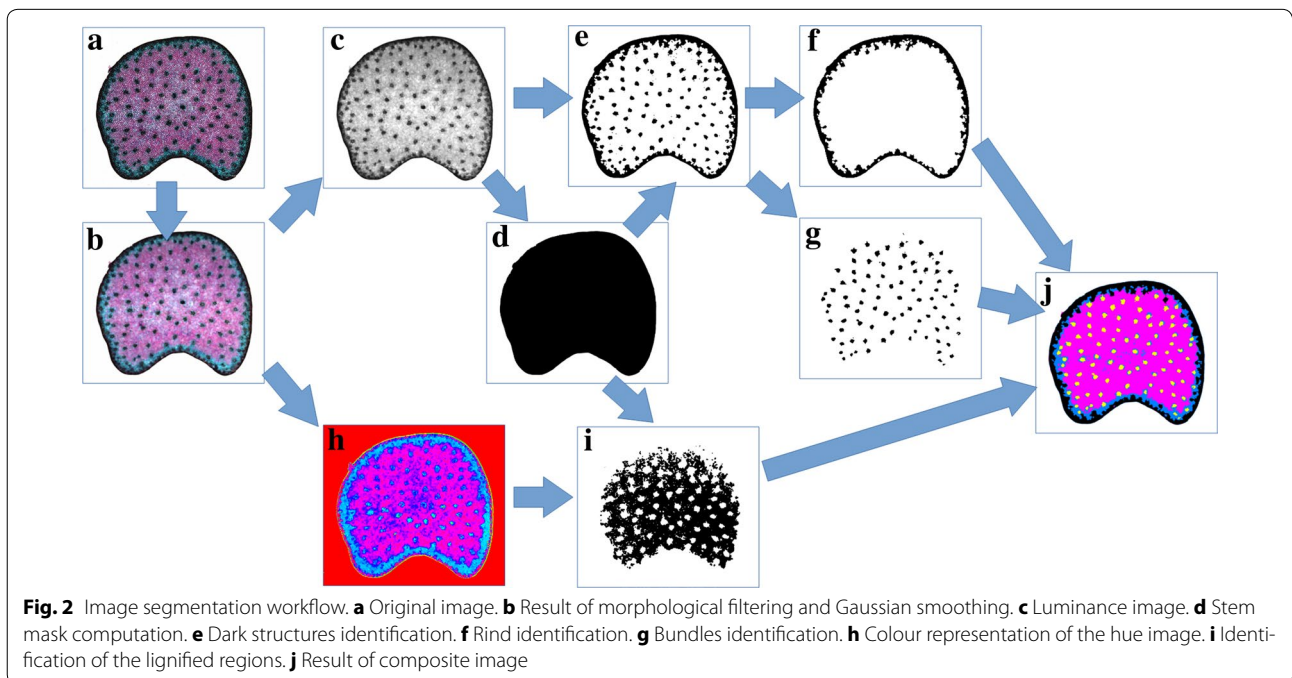 a
c
e
f
b
d
g
j
h
i
Fig. 2 Image segmentation workflow. a Original image. b Result of morphological filtering and Gaussian smoothing. c Luminance image. d Stem
mask computation. e Dark structures identification. f Rind identification. g Bundles identification. h Colour representation of the hue image. i Identi-
fication of the lignified regions. j Result of composite image